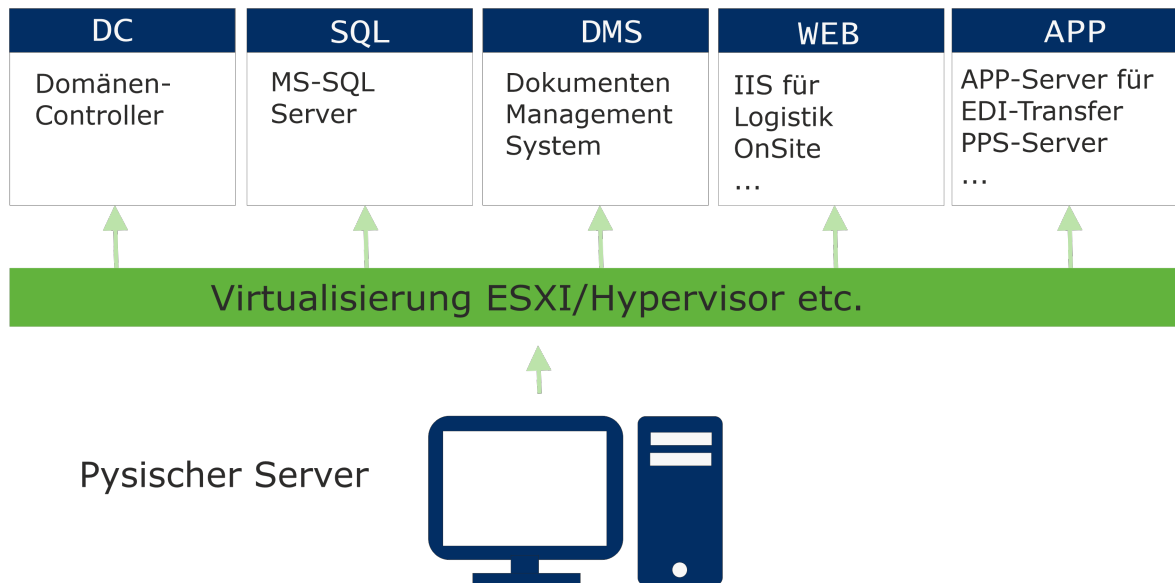 DC
Domänen-
Controller
SQL
MS-SQL
Server
DMS
Dokumenten
Management
System
WEB
IIS für
Logistik
OnSite
...
APP
APP-Server für
EDI-Transfer
PPS-Server
...
Virtualisierung ESXI/Hypervisor etc.
Pysischer Server